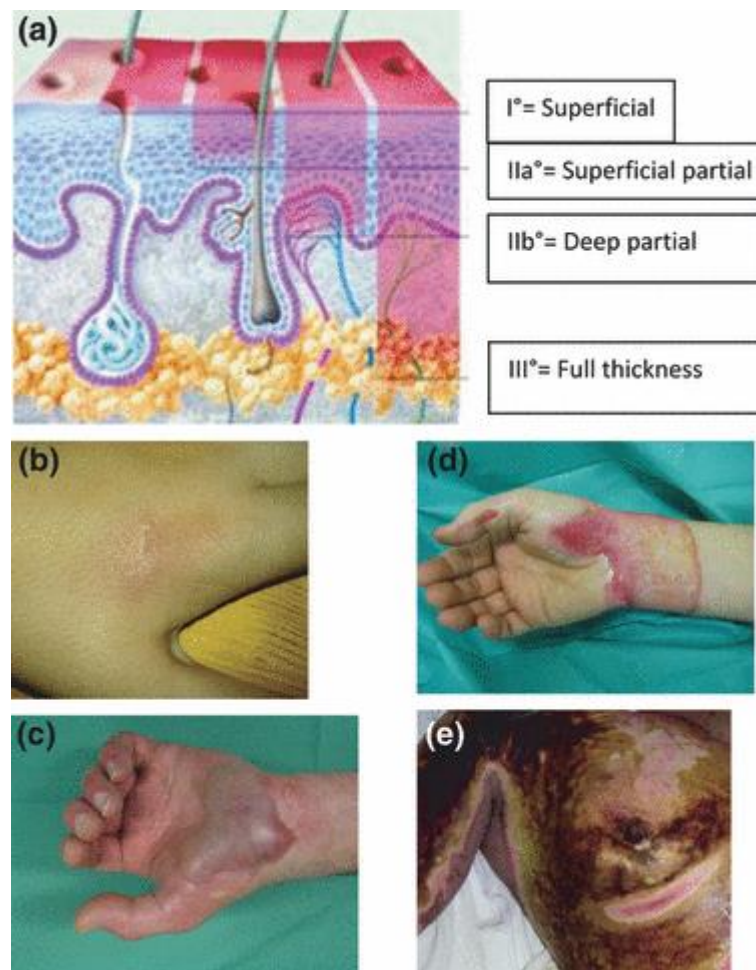 (a)
I°= Superficial
IIa°= Superficial partial
IIb°= Deep partial
III°= Full thickness
(b)
(d)
(c)
(e)